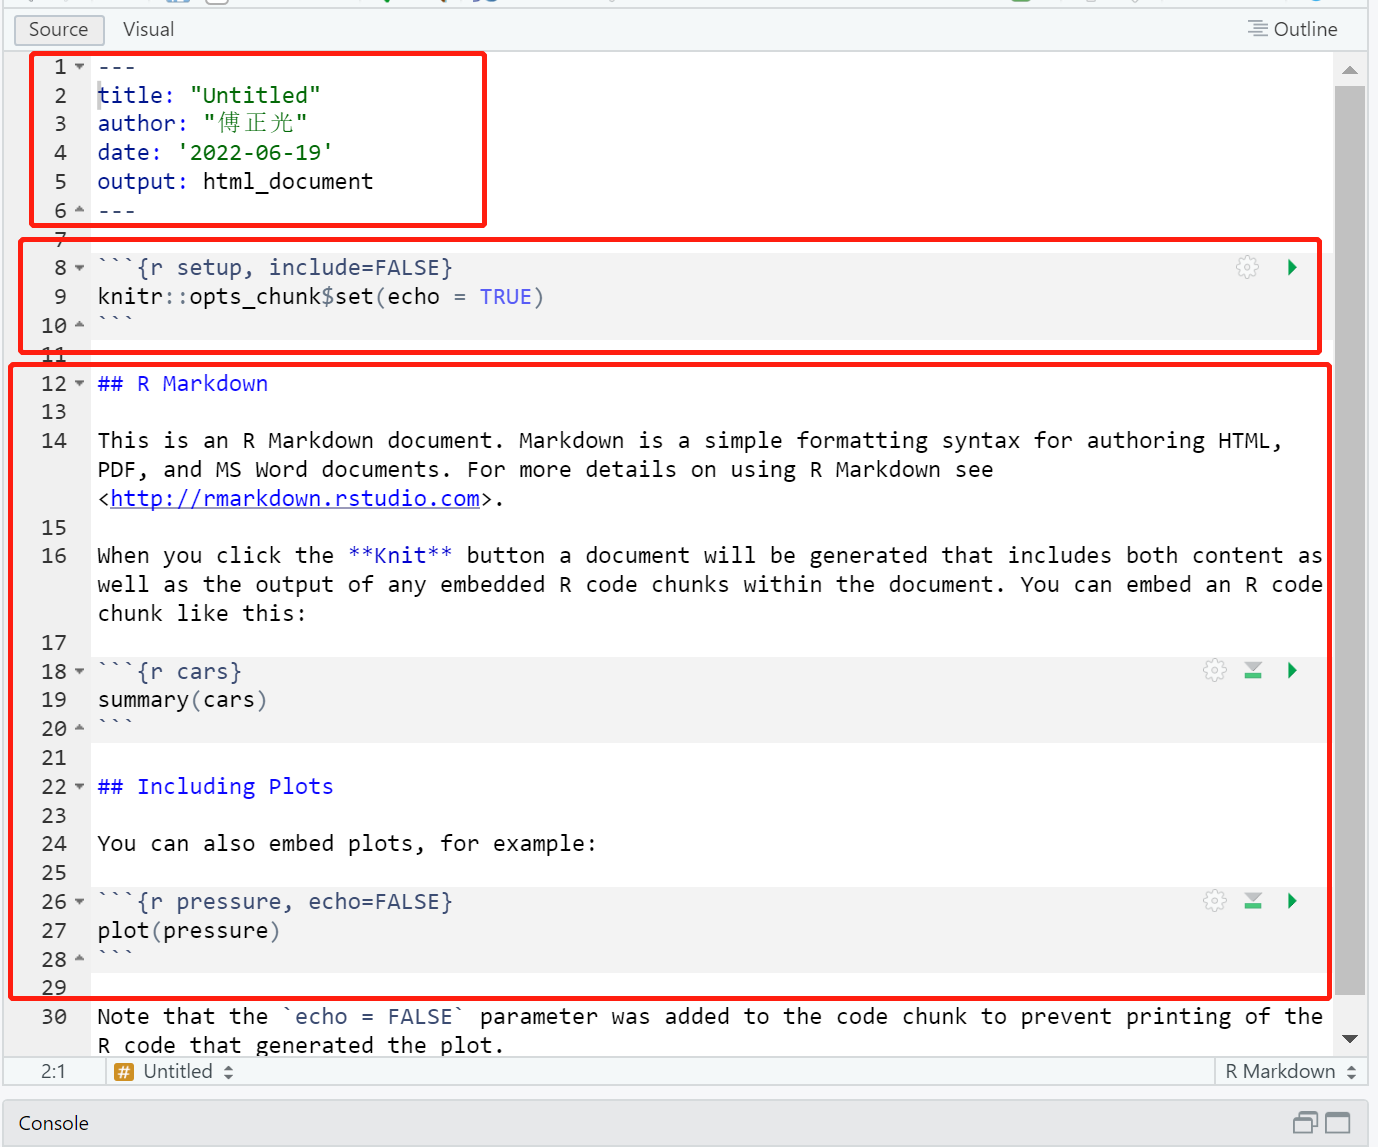 Source Visual Outline
1 ---
2 title: "Untitled"
3 author: "傅正光"
4 date: '2022-06-19'
5 output: html_document
6 ---
7
8 ```{r setup, include=FALSE}
9 knitr::opts_chunk$set(echo = TRUE)
10 ```
11
12 ## R Markdown
13
14 This is an R Markdown document. Markdown is a simple formatting syntax for authoring HTML,
PDF, and MS Word documents. For more details on using R Markdown see
<http://rmarkdown.rstudio.com>.
15
16 When you click the **Knit** button a document will be generated that includes both content as
well as the output of any embedded R code chunks within the document. You can embed an R code
chunk like this:
17
18 ```{r cars}
19 summary(cars)
20 ```
21
22 ## Including Plots
23
24 You can also embed plots, for example:
25
26 ```{r pressure, echo=FALSE}
27 plot(pressure)
28 ```
29
30 Note that the `echo = FALSE` parameter was added to the code chunk to prevent printing of the
R code that generated the plot.
2:1 # Untitled R Markdown
Console